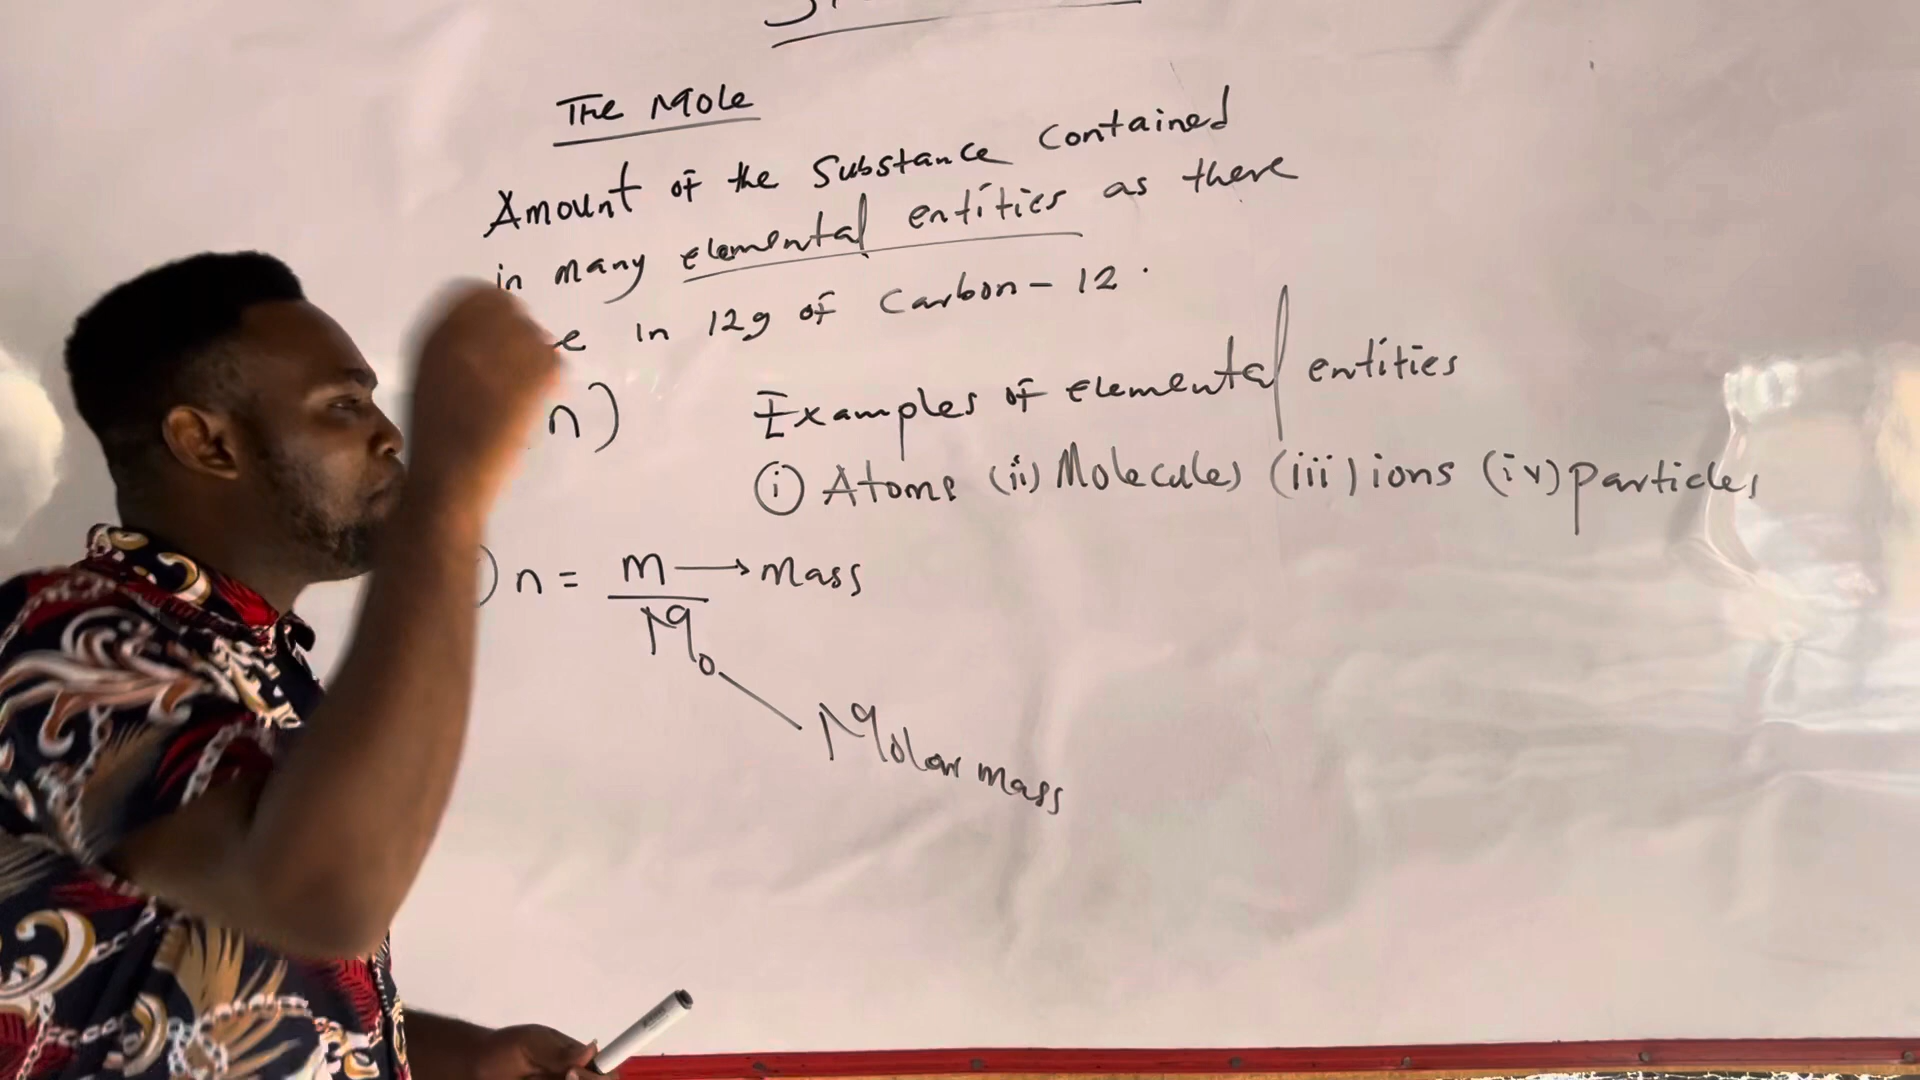 The Mole
Amount of the Substance contained
in many elemental entities as there
in 12g of Carbon-12.
n)
Examples of elemental entities
(i) Atoms (ii) Molecules (iii) ions (iv) particles
) n = m/M₀ → mass
Molar mass